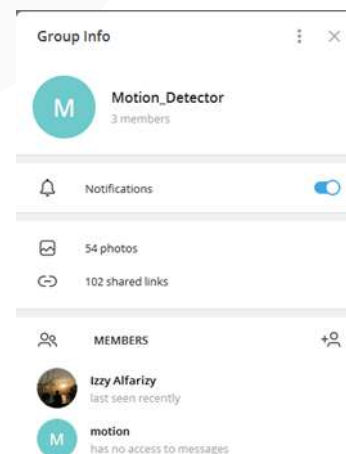 Group Info
M
Motion_Detector
3 members
Notifications
54 photos
102 shared links
MEMBERS
Izzy Alfarizy
last seen recently
M
motion
has no access to messages